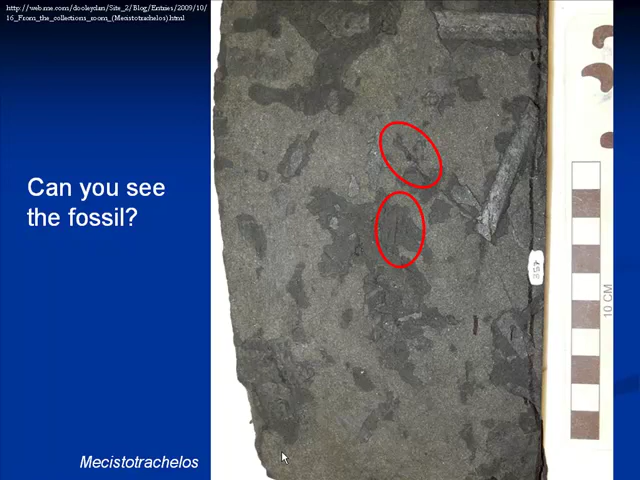 http://web.me.com/dooleyclan/Site_2/Blog/Entries/2009/10/
16_From_the_collections_room_(Mecistotrachelos).html
Can you see
the fossil?
10 CM
Mecistotrachelos